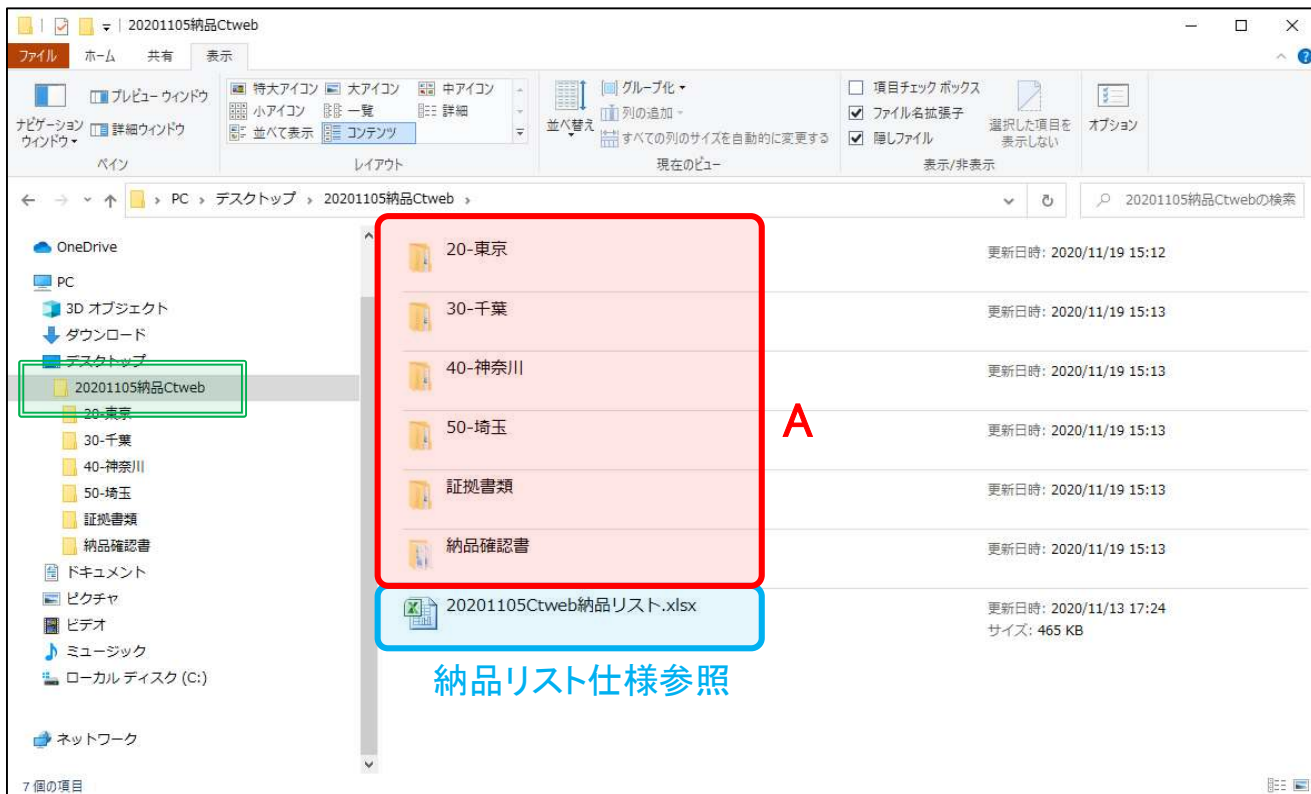 20201105納品Ctweb
ファイル ホーム 共有 表示
ナビゲーション ウィンドウ
プレビュー ウィンドウ
詳細ウィンドウ
特大アイコン 大アイコン 中アイコン
小アイコン 一覧 詳細
並べて表示 コンテンツ
並べ替え
グループ化
列の追加
すべての列のサイズを自動的に変更する
項目チェック ボックス
ファイル名拡張子
隠しファイル
選択した項目を
表示しない
オプション
ペイン レイアウト 現在のビュー 表示/非表示
PC › デスクトップ › 20201105納品Ctweb ›
20201105納品Ctwebの検索
OneDrive
PC
3D オブジェクト
ダウンロード
デスクトップ
20201105納品Ctweb
20-東京
30-千葉
40-神奈川
50-埼玉
証拠書類
納品確認書
ドキュメント
ピクチャ
ビデオ
ミュージック
ローカル ディスク (C:)
ネットワーク
20-東京 更新日時: 2020/11/19 15:12
30-千葉 更新日時: 2020/11/19 15:13
40-神奈川 更新日時: 2020/11/19 15:13
50-埼玉 更新日時: 2020/11/19 15:13
A
証拠書類 更新日時: 2020/11/19 15:13
納品確認書 更新日時: 2020/11/19 15:13
20201105Ctweb納品リスト.xlsx 更新日時: 2020/11/13 17:24
サイズ: 465 KB
納品リスト仕様参照
7 個の項目